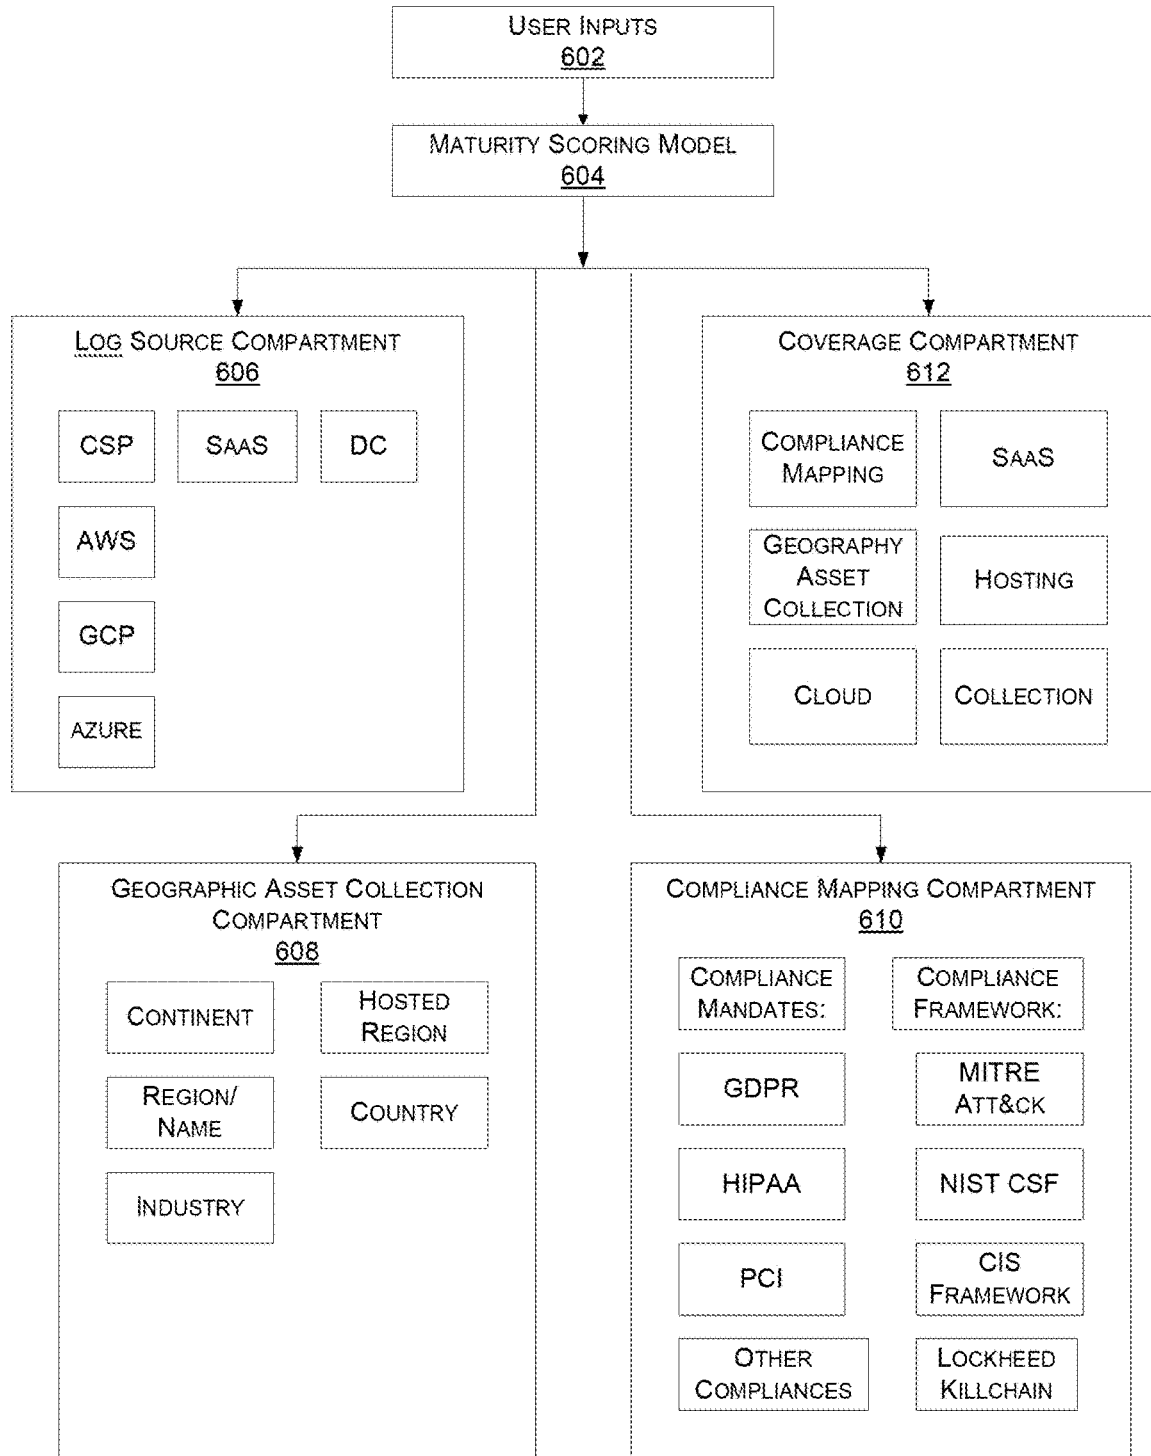 USER INPUTS
602
MATURITY SCORING MODEL
604
LOG SOURCE COMPARTMENT
606
CSP
SAAS
DC
AWS
GCP
AZURE
COVERAGE COMPARTMENT
612
COMPLIANCE
MAPPING
SAAS
GEOGRAPHY
ASSET
COLLECTION
HOSTING
CLOUD
COLLECTION
GEOGRAPHIC ASSET COLLECTION
COMPARTMENT
608
CONTINENT
HOSTED
REGION
REGION/
NAME
COUNTRY
INDUSTRY
COMPLIANCE MAPPING COMPARTMENT
610
COMPLIANCE
MANDATES:
COMPLIANCE
FRAMEWORK:
GDPR
MITRE
ATT&CK
HIPAA
NIST CSF
PCI
CIS
FRAMEWORK
OTHER
COMPLIANCES
LOCKHEED
KILLCHAIN